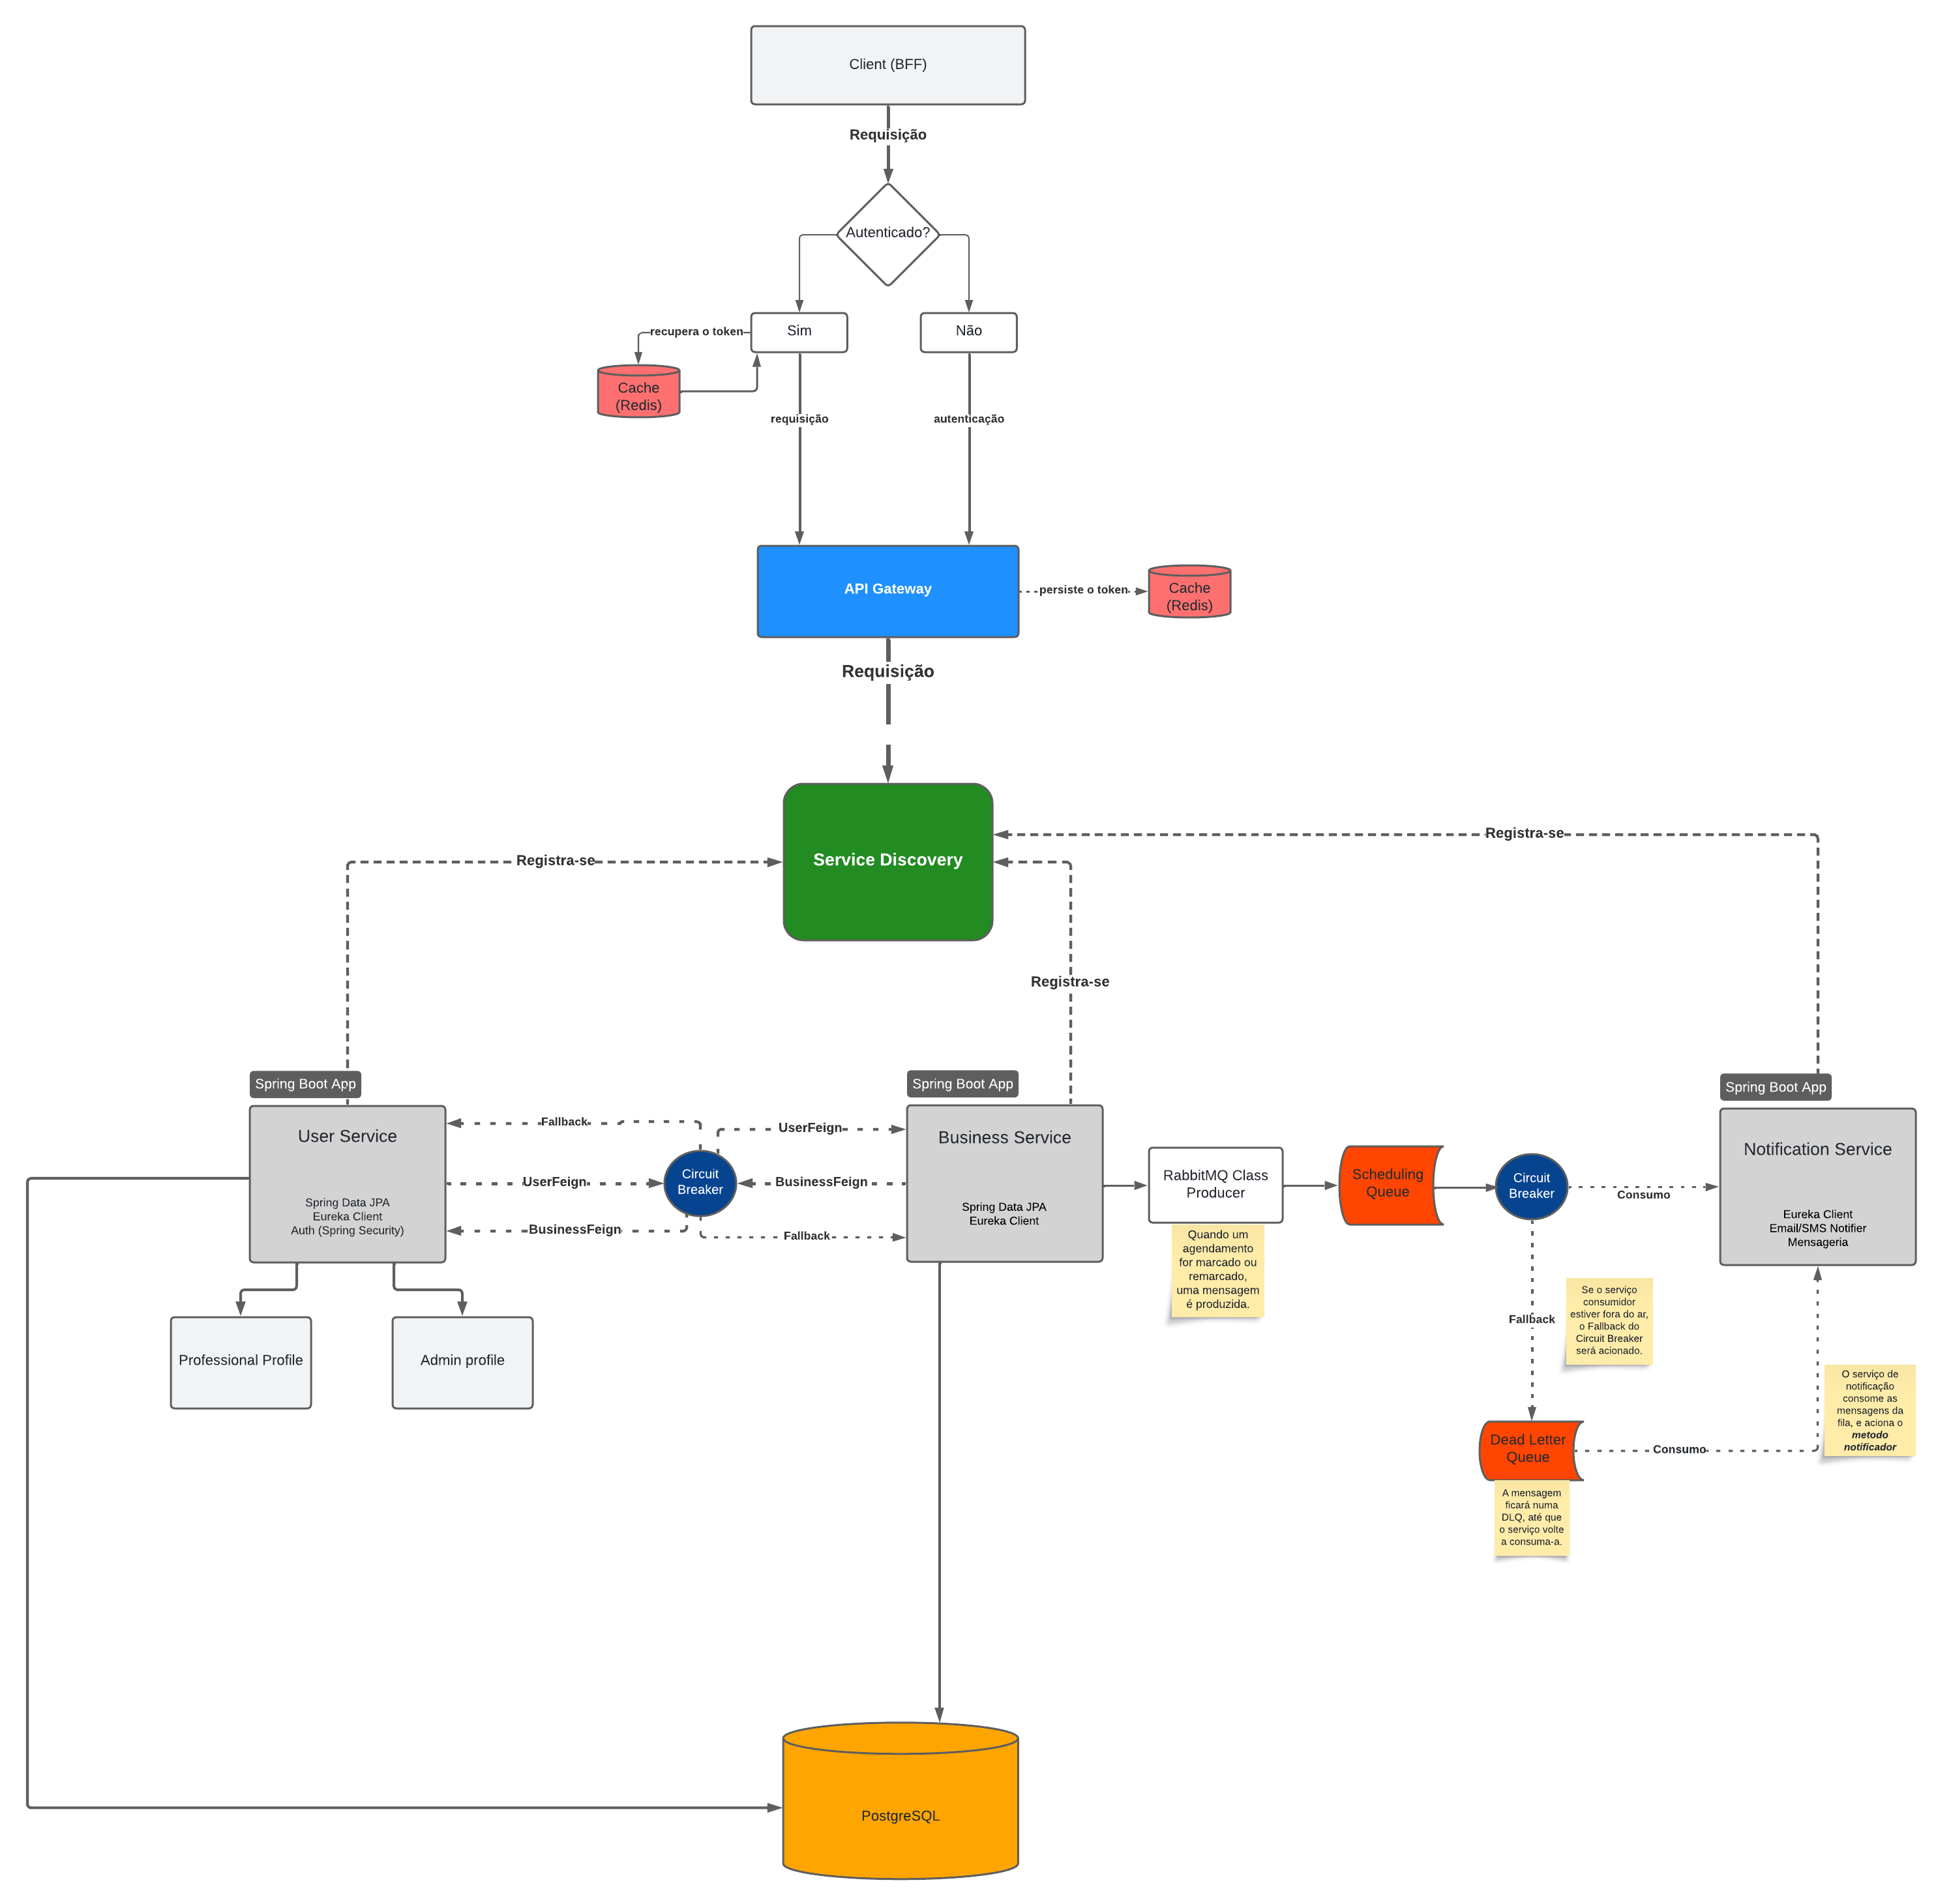 Client (BFF)
Requisição
Autenticado?
Sim
Não
recupera o token
Cache
(Redis)
requisição
autenticação
API Gateway
persiste o token
Cache
(Redis)
Requisição
Service Discovery
Registra-se
Registra-se
Registra-se
Spring Boot App
User Service
Spring Data JPA
Eureka Client
Auth (Spring Security)
Professional Profile
Admin profile
Fallback
UserFeign
BusinessFeign
Circuit
Breaker
UserFeign
BusinessFeign
Fallback
Spring Boot App
Business Service
Spring Data JPA
Eureka Client
RabbitMQ Class
Producer
Quando um
agendamento
for marcado ou
remarcado,
uma mensagem
é produzida.
Scheduling
Queue
Circuit
Breaker
Consumo
Spring Boot App
Notification Service
Eureka Client
Email/SMS Notifier
Mensageria
Fallback
Se o serviço
consumidor
estiver fora do ar,
o Fallback do
Circuit Breaker
será acionado.
O serviço de
notificação
consome as
mensagens da
fila, e aciona o
metodo
notificador
Dead Letter
Queue
Consumo
A mensagem
ficará numa
DLQ, até que
o serviço volte
a consuma-a.
PostgreSQL